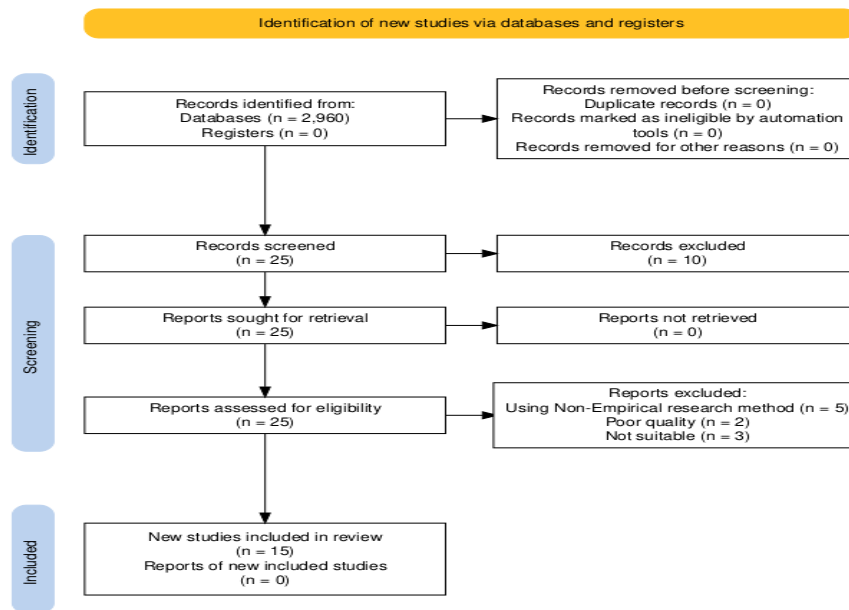 Identification of new studies via databases and registers
Identification
Records identified from:
Databases (n = 2,960)
Registers (n = 0)
Records removed before screening:
Duplicate records (n = 0)
Records marked as ineligible by automation
tools (n = 0)
Records removed for other reasons (n = 0)
Screening
Records screened
(n = 25)
Records excluded
(n = 10)
Reports sought for retrieval
(n = 25)
Reports not retrieved
(n = 0)
Reports assessed for eligibility
(n = 25)
Reports excluded:
Using Non-Empirical research method (n = 5)
Poor quality (n = 2)
Not suitable (n = 3)
Included
New studies included in review
(n = 15)
Reports of new included studies
(n = 0)